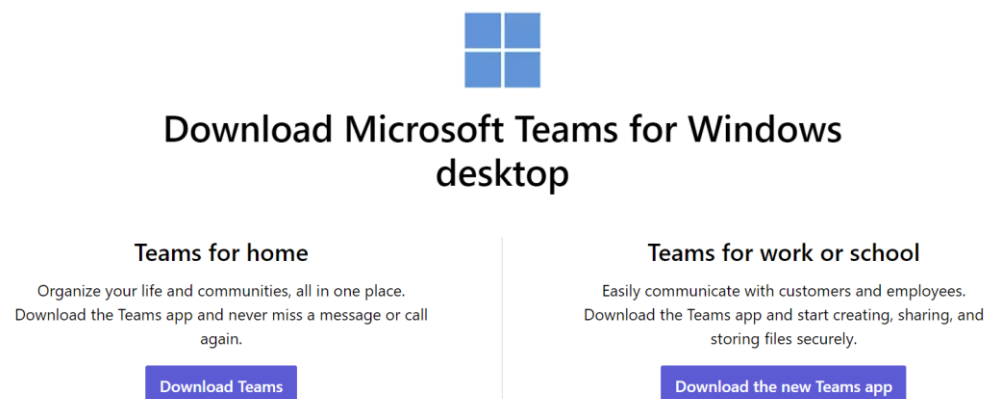 Download Microsoft Teams for Windows
desktop
Teams for home
Organize your life and communities, all in one place.
Download the Teams app and never miss a message or call
again.
Download Teams
Teams for work or school
Easily communicate with customers and employees.
Download the Teams app and start creating, sharing, and
storing files securely.
Download the new Teams app